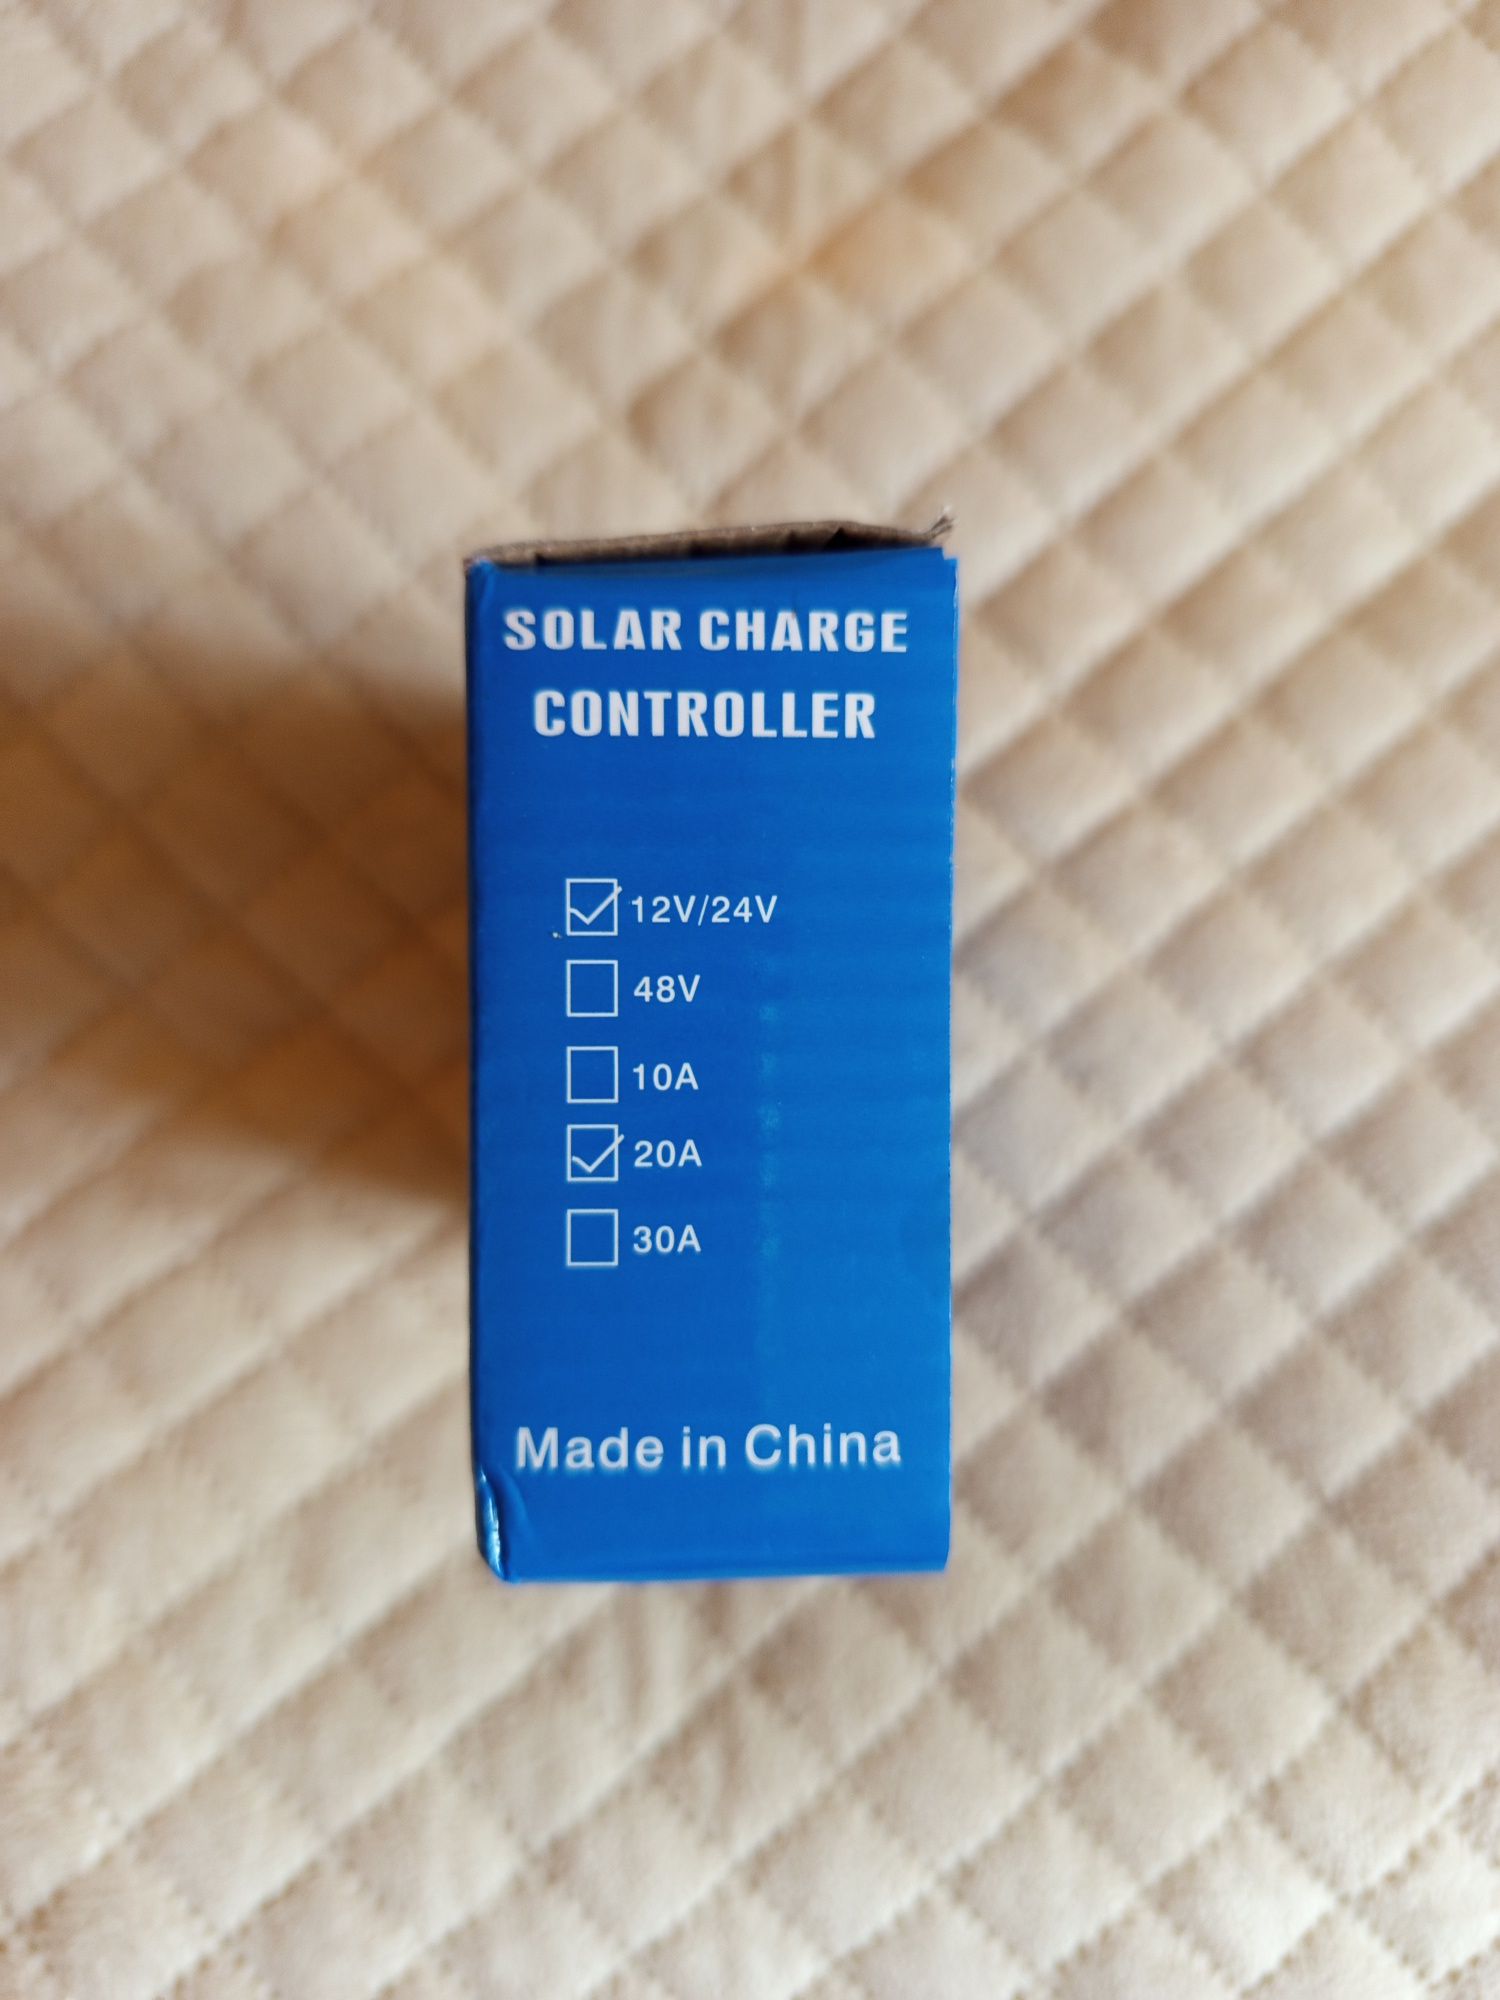 SOLAR CHARGE
CONTROLLER
12V/24V
48V
10A
20A
30A
Made in China